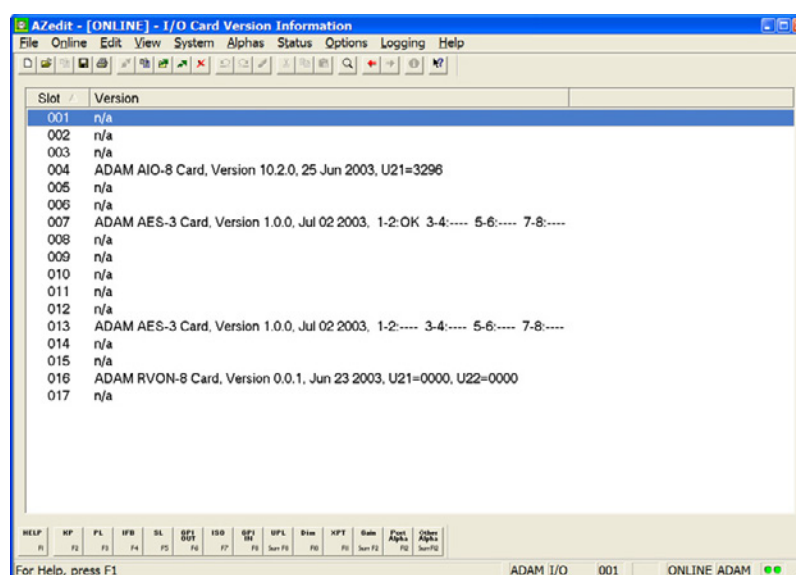 AZedit - [ONLINE] - I/O Card Version Information
File Online Edit View System Alphas Status Options Logging Help
Slot Version
001 n/a
002 n/a
003 n/a
004 ADAM AIO-8 Card, Version 10.2.0, 25 Jun 2003, U21=3296
005 n/a
006 n/a
007 ADAM AES-3 Card, Version 1.0.0, Jul 02 2003, 1-2:OK 3-4:---- 5-6:---- 7-8:----
008 n/a
009 n/a
010 n/a
011 n/a
012 n/a
013 ADAM AES-3 Card, Version 1.0.0, Jul 02 2003, 1-2:---- 3-4:---- 5-6:---- 7-8:----
014 n/a
015 n/a
016 ADAM RVON-8 Card, Version 0.0.1, Jun 23 2003, U21=0000, U22=0000
017 n/a
HELP KP PL IFB SL GPI OUT ISO GPI IN UPL Dim XPT Gain Port Alpha Other Alpha
F1 F2 F3 F4 F5 F6 F7 F8
For Help, press F1 ADAM I/O 001 ONLINE ADAM